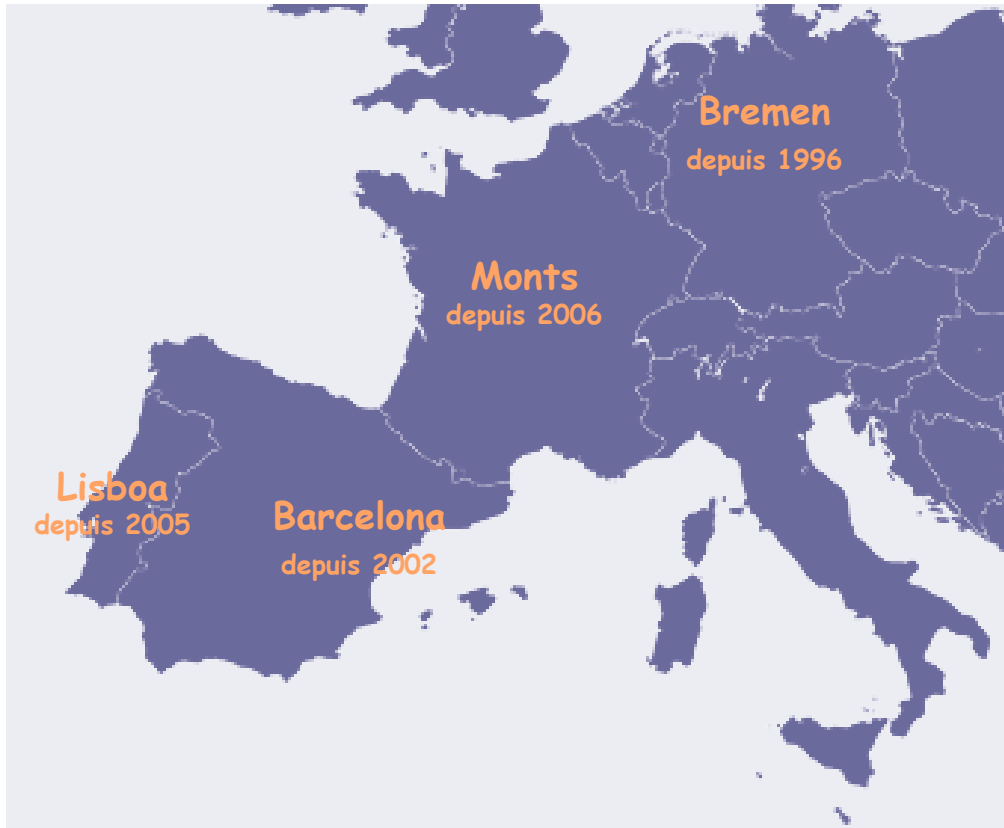 Bremen
depuis 1996
Monts
depuis 2006
Lisboa
depuis 2005
Barcelona
depuis 2002